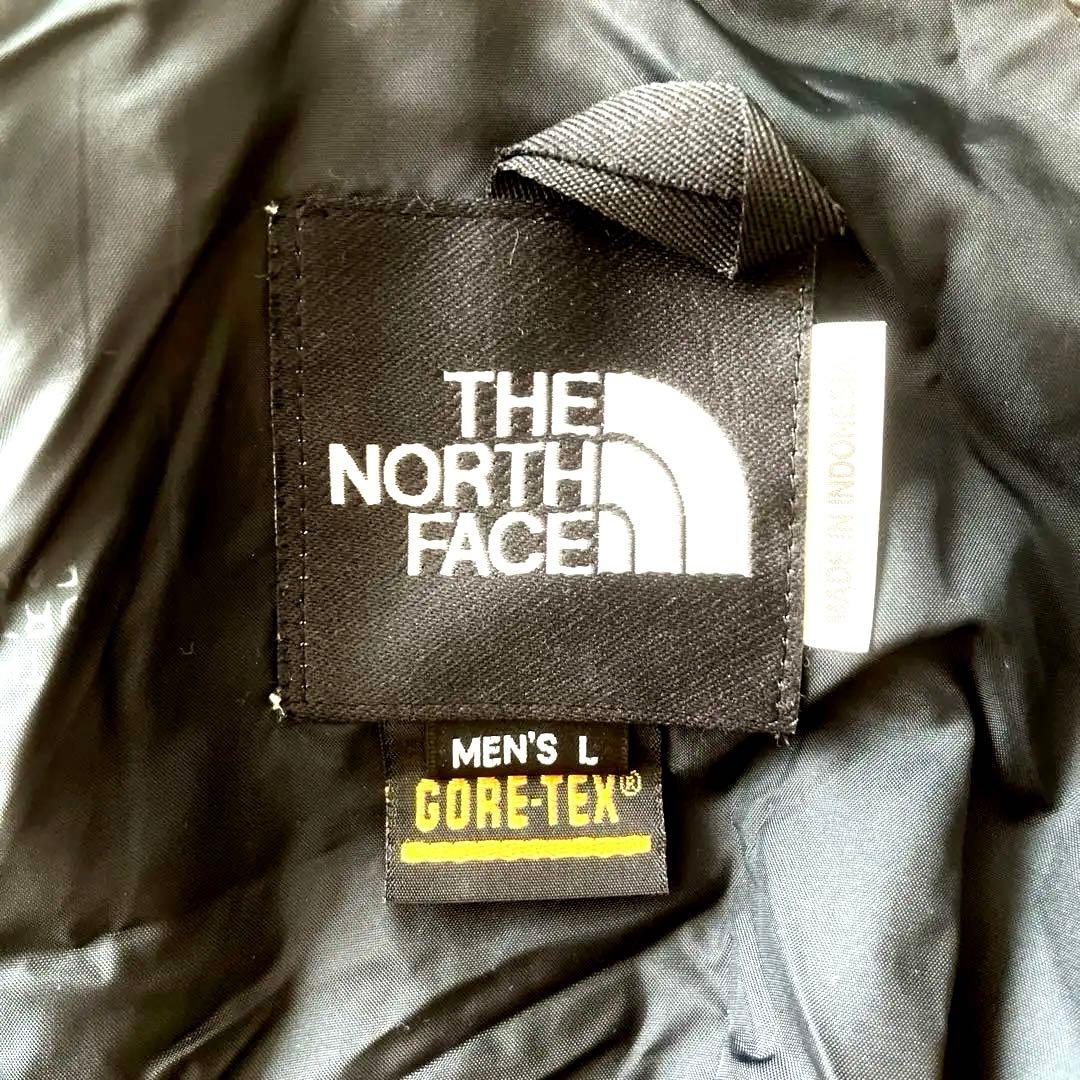 THE
NORTH
FACE
MADE IN INDONESIA
MEN'S L
GORE-TEX®